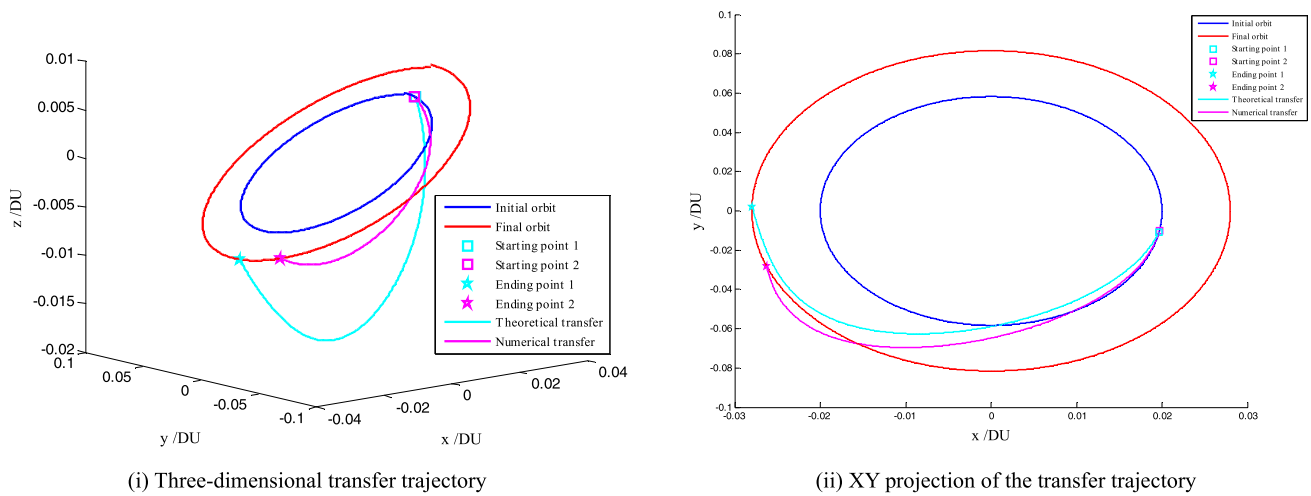 0.01
0.005
0
-0.005
-0.01
-0.015
-0.02
z /DU
0.1
0.05
0
-0.05
-0.1
y /DU
-0.04
-0.02
0
0.02
0.04
x /DU
Initial orbit
Final orbit
Starting point 1
Starting point 2
Ending point 1
Ending point 2
Theoretical transfer
Numerical transfer
(i) Three-dimensional transfer trajectory
0.1
0.08
0.06
0.04
0.02
0
-0.02
-0.04
-0.06
-0.08
-0.1
y /DU
-0.03
-0.02
-0.01
0
0.01
0.02
0.03
x /DU
Initial orbit
Final orbit
Starting point 1
Starting point 2
Ending point 1
Ending point 2
Theoretical transfer
Numerical transfer
(ii) XY projection of the transfer trajectory